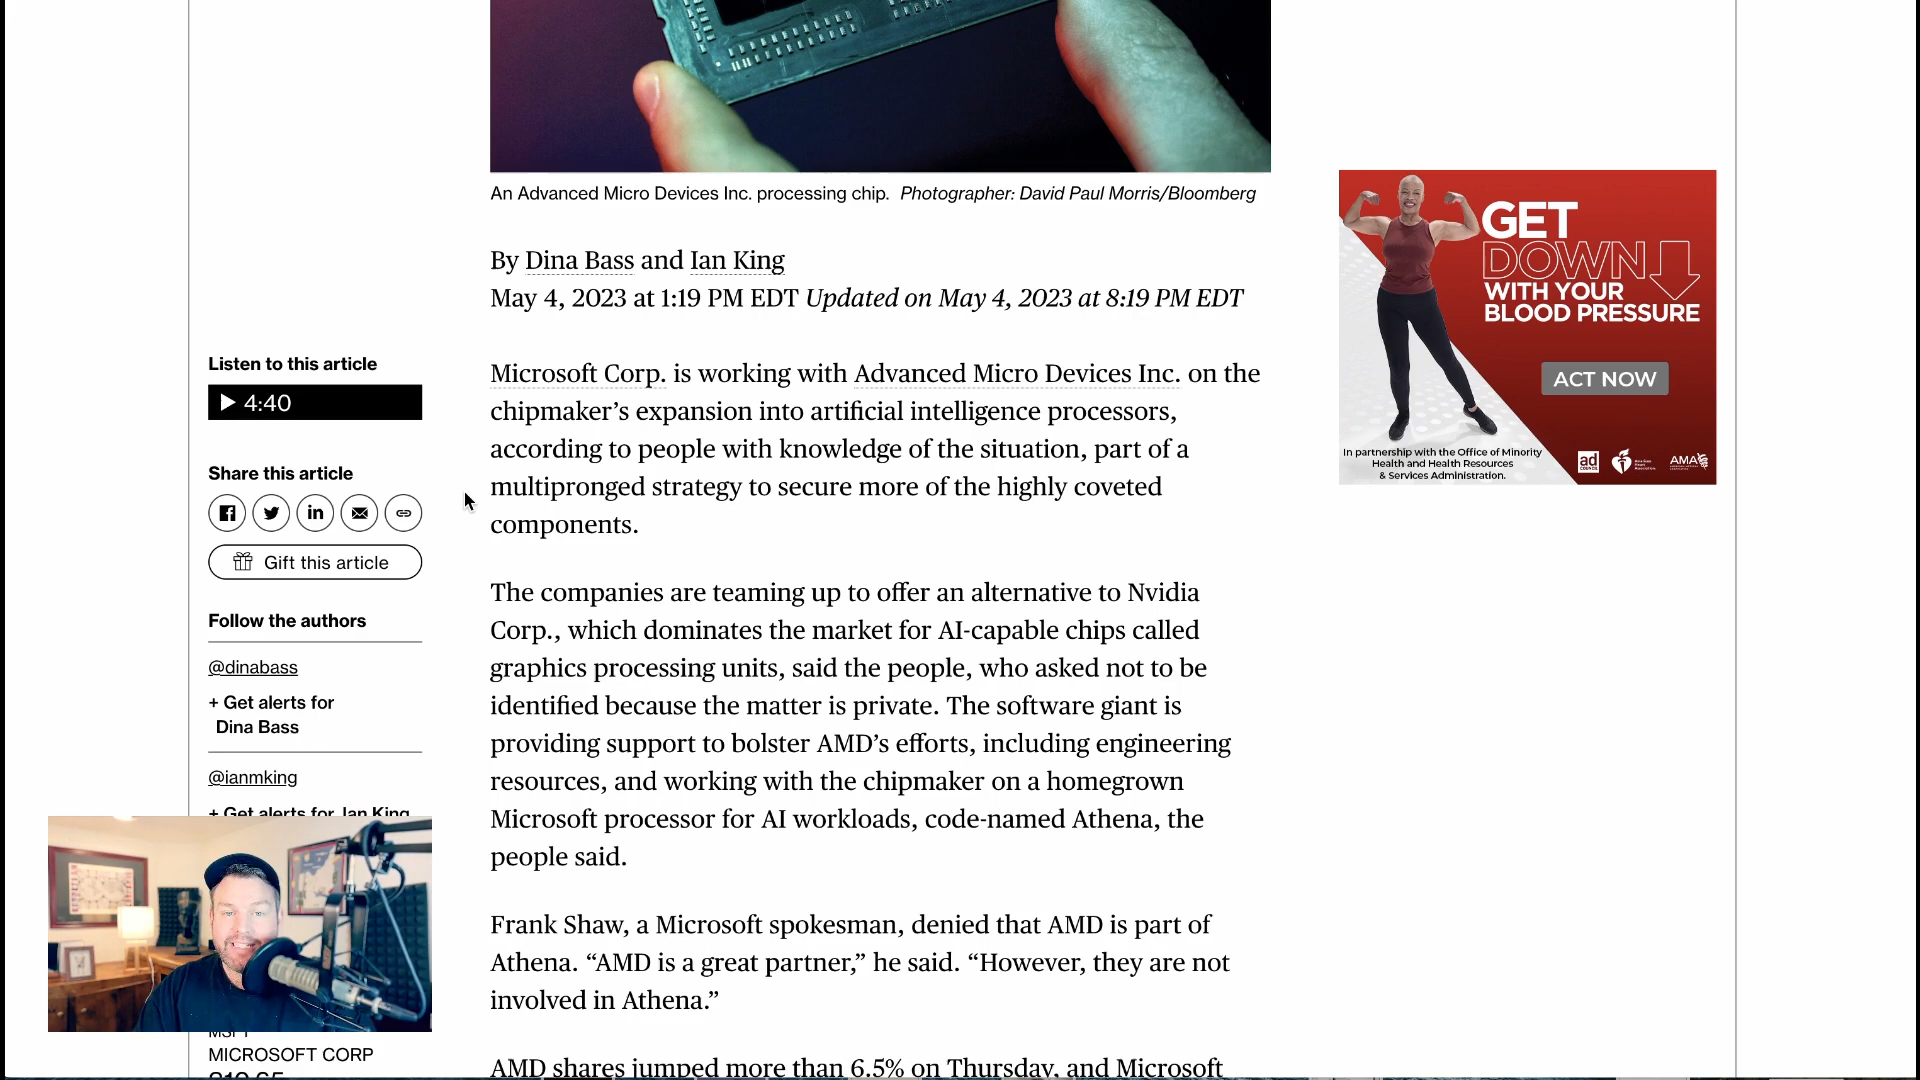 An Advanced Micro Devices Inc. processing chip. Photographer: David Paul Morris/Bloomberg
By Dina Bass and Ian King
May 4, 2023 at 1:19 PM EDT Updated on May 4, 2023 at 8:19 PM EDT
Listen to this article
4:40
Share this article
Gift this article
Follow the authors
@dinabass
+ Get alerts for
Dina Bass
@ianmking
+ Get alerts for Ian King
MSFT
MICROSOFT CORP
Microsoft Corp. is working with Advanced Micro Devices Inc. on the
chipmaker’s expansion into artificial intelligence processors,
according to people with knowledge of the situation, part of a
multipronged strategy to secure more of the highly coveted
components.
The companies are teaming up to offer an alternative to Nvidia
Corp., which dominates the market for AI-capable chips called
graphics processing units, said the people, who asked not to be
identified because the matter is private. The software giant is
providing support to bolster AMD’s efforts, including engineering
resources, and working with the chipmaker on a homegrown
Microsoft processor for AI workloads, code-named Athena, the
people said.
Frank Shaw, a Microsoft spokesman, denied that AMD is part of
Athena. “AMD is a great partner,” he said. “However, they are not
involved in Athena.”
AMD shares jumped more than 6.5% on Thursday, and Microsoft
GET
DOWN
WITH YOUR
BLOOD PRESSURE
ACT NOW
In partnership with the Office of Minority
Health and Health Resources
& Services Administration.
ad
AMA